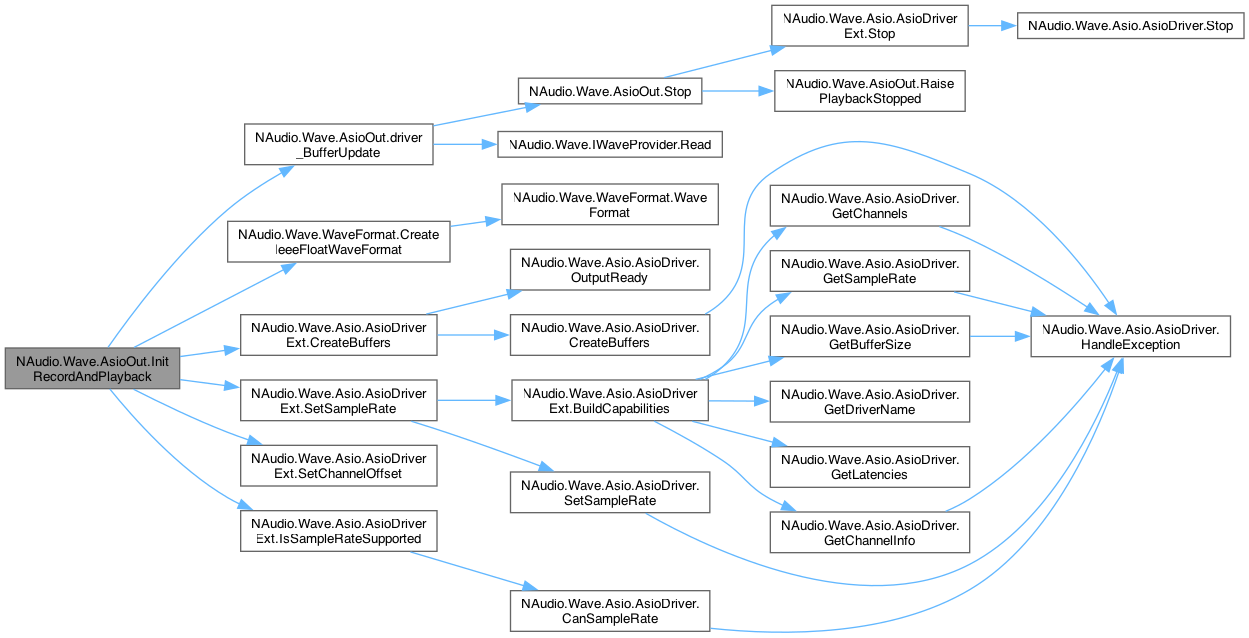 NAudio.Wave.Asio.AsioDriver
Ext.Stop
NAudio.Wave.Asio.AsioDriver.Stop
NAudio.Wave.AsioOut.Stop
NAudio.Wave.AsioOut.Raise
PlaybackStopped
NAudio.Wave.AsioOut.driver
_BufferUpdate
NAudio.Wave.IWaveProvider.Read
NAudio.Wave.WaveFormat.Wave
Format
NAudio.Wave.WaveFormat.Create
IeeeFloatWaveFormat
NAudio.Wave.Asio.AsioDriver.
GetChannels
NAudio.Wave.Asio.AsioDriver.
OutputReady
NAudio.Wave.Asio.AsioDriver.
GetSampleRate
NAudio.Wave.Asio.AsioDriver
Ext.CreateBuffers
NAudio.Wave.Asio.AsioDriver.
CreateBuffers
NAudio.Wave.Asio.AsioDriver.
GetBufferSize
NAudio.Wave.Asio.AsioDriver.
HandleException
NAudio.Wave.AsioOut.Init
RecordAndPlayback
NAudio.Wave.Asio.AsioDriver
Ext.SetSampleRate
NAudio.Wave.Asio.AsioDriver
Ext.BuildCapabilities
NAudio.Wave.Asio.AsioDriver.
GetDriverName
NAudio.Wave.Asio.AsioDriver
Ext.SetChannelOffset
NAudio.Wave.Asio.AsioDriver.
GetLatencies
NAudio.Wave.Asio.AsioDriver.
SetSampleRate
NAudio.Wave.Asio.AsioDriver
Ext.IsSampleRateSupported
NAudio.Wave.Asio.AsioDriver.
GetChannelInfo
NAudio.Wave.Asio.AsioDriver.
CanSampleRate